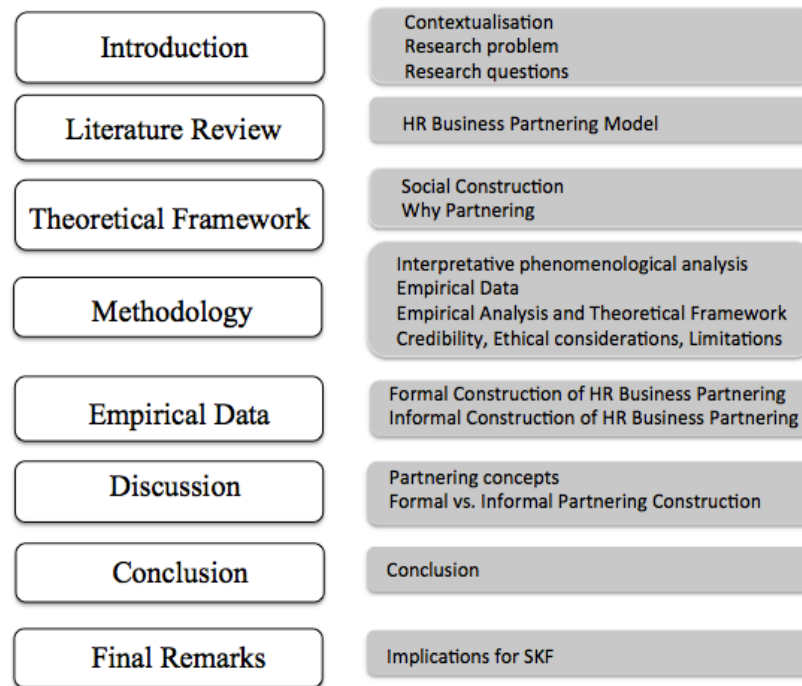 Introduction
Contextualisation
Research problem
Research questions
Literature Review
HR Business Partnering Model
Theoretical Framework
Social Construction
Why Partnering
Methodology
Interpretative phenomenological analysis
Empirical Data
Empirical Analysis and Theoretical Framework
Credibility, Ethical considerations, Limitations
Empirical Data
Formal Construction of HR Business Partnering
Informal Construction of HR Business Partnering
Discussion
Partnering concepts
Formal vs. Informal Partnering Construction
Conclusion
Conclusion
Final Remarks
Implications for SKF